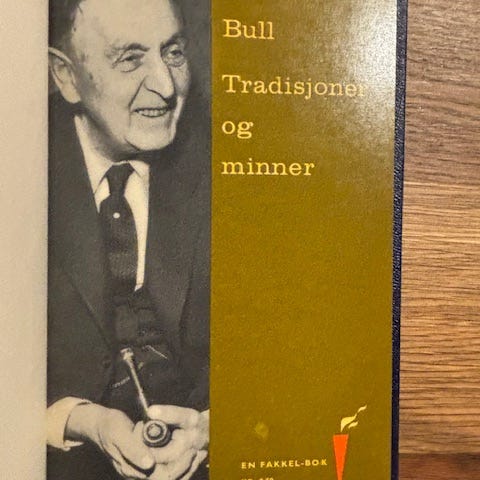 Bull
Tradisjoner
og
minner
EN FAKKEL-BOK